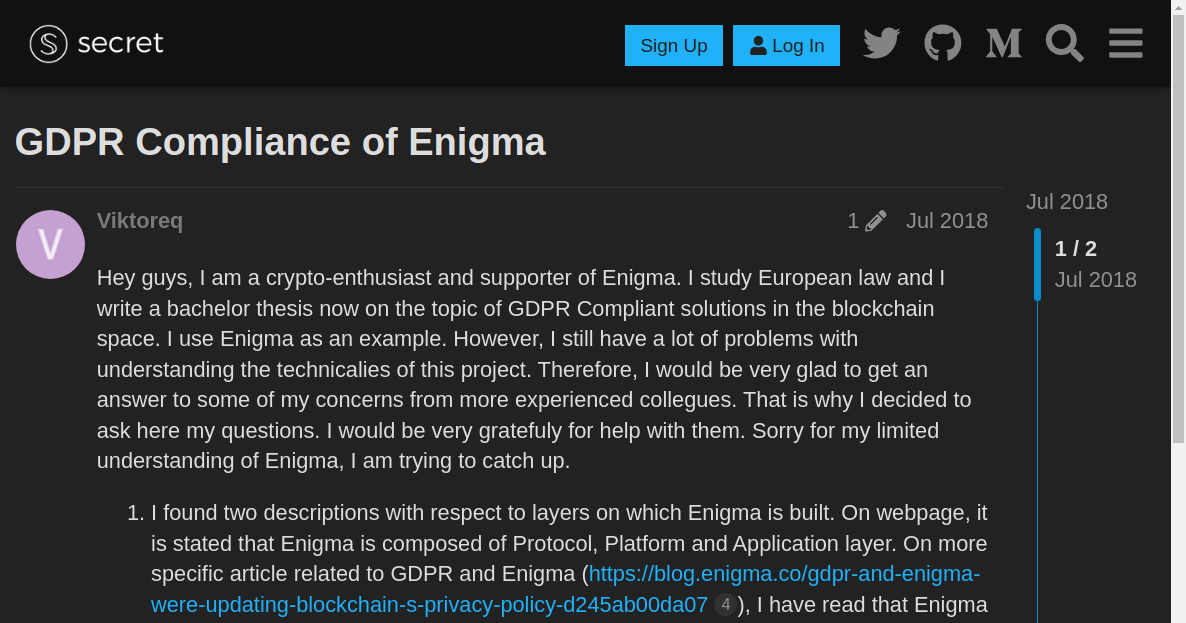 secret
Sign Up
Log In
GDPR Compliance of Enigma
V
Viktoreq
1
Jul 2018
Jul 2018
1 / 2
Jul 2018
Hey guys, I am a crypto-enthusiast and supporter of Enigma. I study European law and I
write a bachelor thesis now on the topic of GDPR Compliant solutions in the blockchain
space. I use Enigma as an example. However, I still have a lot of problems with
understanding the technicalies of this project. Therefore, I would be very glad to get an
answer to some of my concerns from more experienced collegues. That is why I decided to
ask here my questions. I would be very gratefuly for help with them. Sorry for my limited
understanding of Enigma, I am trying to catch up.
1. I found two descriptions with respect to layers on which Enigma is built. On webpage, it
is stated that Enigma is composed of Protocol, Platform and Application layer. On more
specific article related to GDPR and Enigma (https://blog.enigma.co/gdpr-and-enigma-
were-updating-blockchain-s-privacy-policy-d245ab00da07 4 ), I have read that Enigma